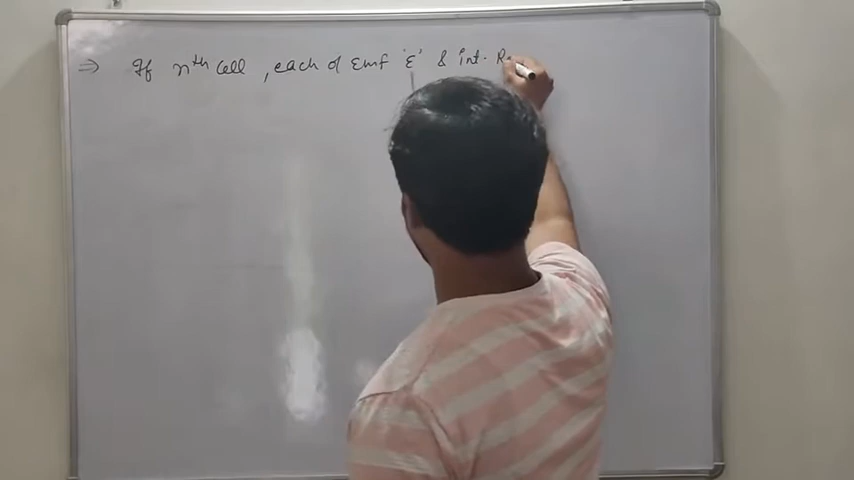 ⇒ If nth cell, each of Emf 'ε' & int. R.